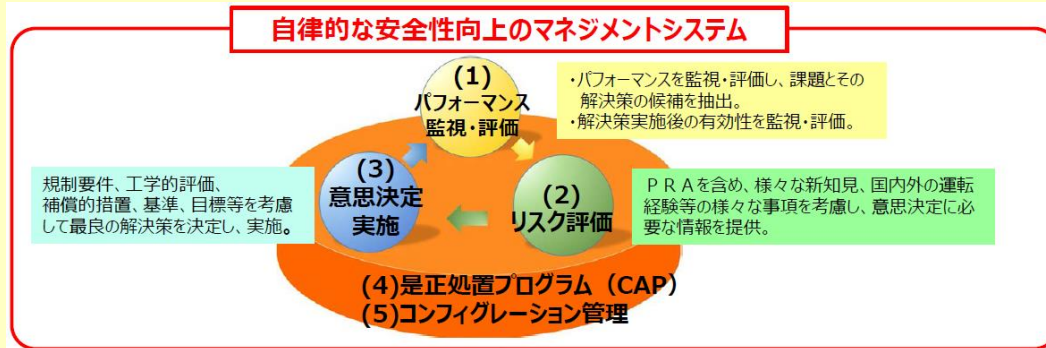 自律的な安全性向上のマネジメントシステム
(1)
パフォーマンス
監視・評価
・パフォーマンスを監視・評価し、課題とその
解決策の候補を抽出。
・解決策実施後の有効性を監視・評価。
(2)
リスク評価
ＰＲＡを含め、様々な新知見、国内外の運転
経験等の様々な事項を考慮し、意思決定に必
要な情報を提供。
(3)
意思決定
実施
規制要件、工学的評価、
補償的措置、基準、目標等を考慮
して最良の解決策を決定し、実施。
(4)是正処置プログラム（CAP）
(5)コンフィグレーション管理